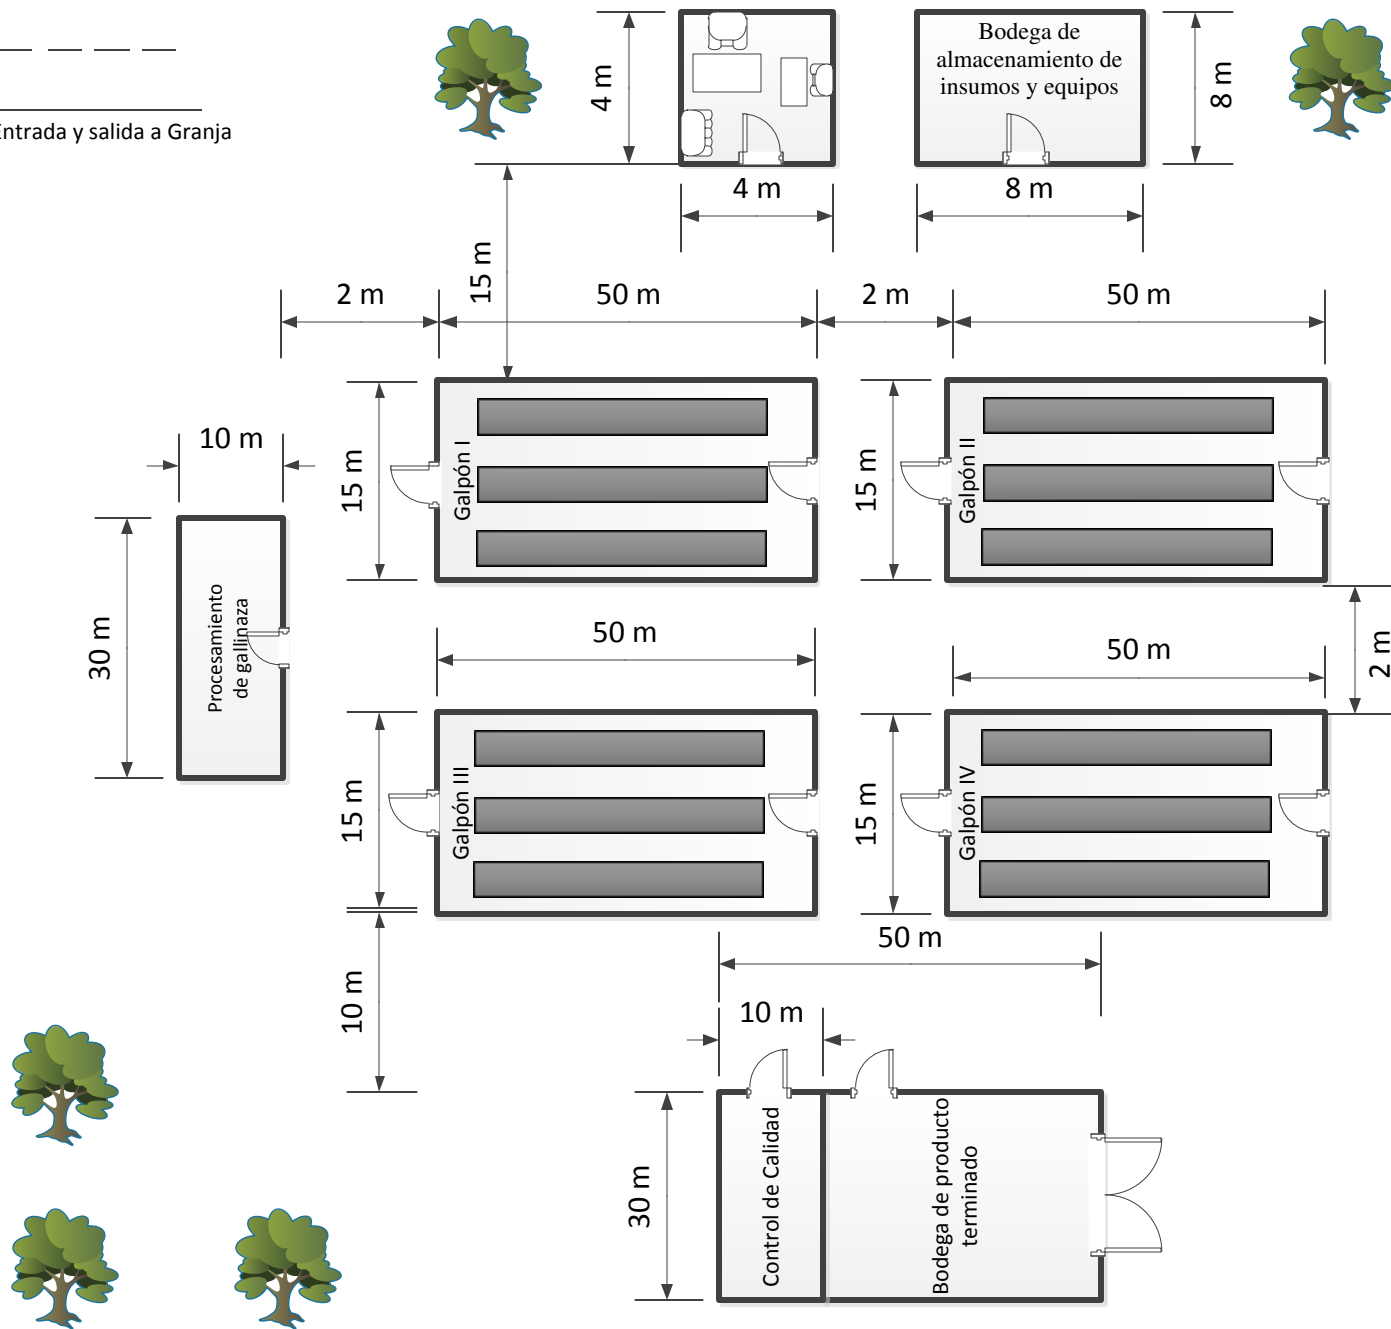 Bodega de
almacenamiento de
insumos y equipos
4 m
8 m
Entrada y salida a Granja
4 m
8 m
15 m
2 m
50 m
2 m
50 m
10 m
15 m
Galpón I
15 m
Galpón II
30 m
Procesamiento
de gallinaza
50 m
50 m
2 m
15 m
Galpón III
15 m
Galpón IV
50 m
10 m
10 m
30 m
Control de Calidad
Bodega de producto
terminado